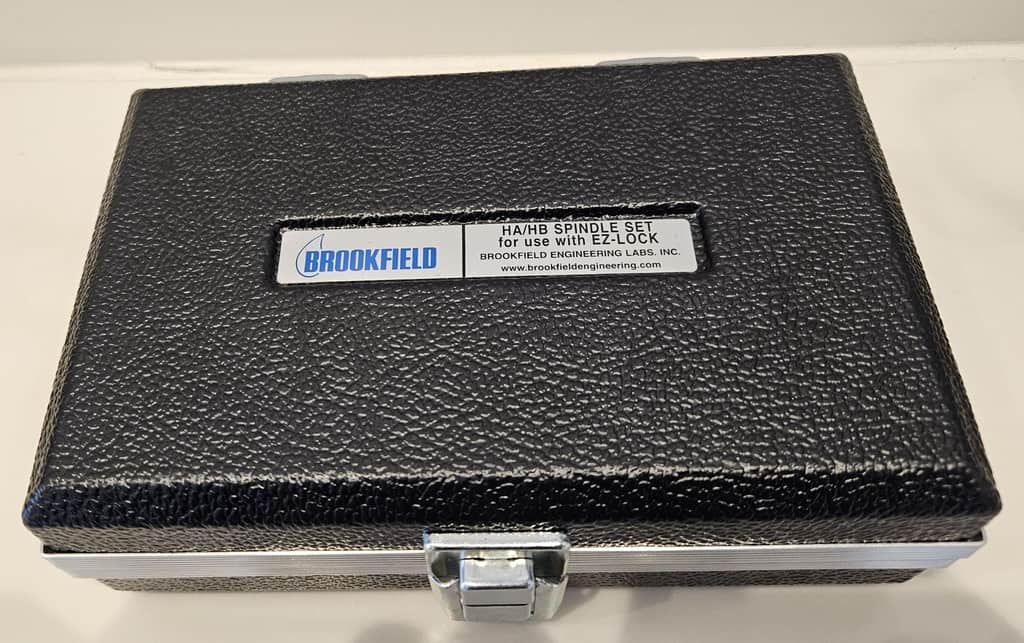 BROOKFIELD
HA/HB SPINDLE SET
for use with EZ-LOCK
BROOKFIELD ENGINEERING LABS. INC.
www.brookfieldengineering.com